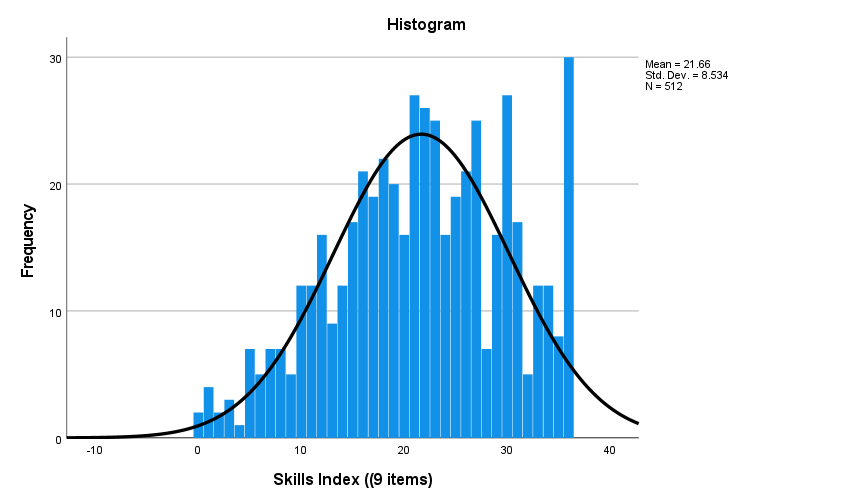 Histogram
Mean = 21.66
Std. Dev. = 8.534
N = 512
Frequency
30
20
10
0
-10 0 10 20 30 40
Skills Index ((9 items)